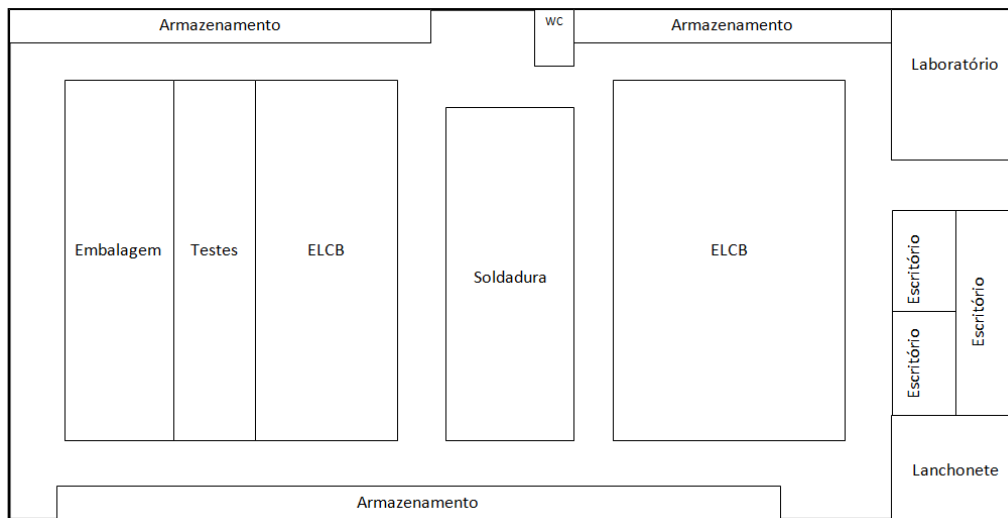 Armazenamento
WC
Armazenamento
Laboratório
Embalagem
Testes
ELCB
Soldadura
ELCB
Escritório
Escritório
Escritório
Lanchonete
Armazenamento